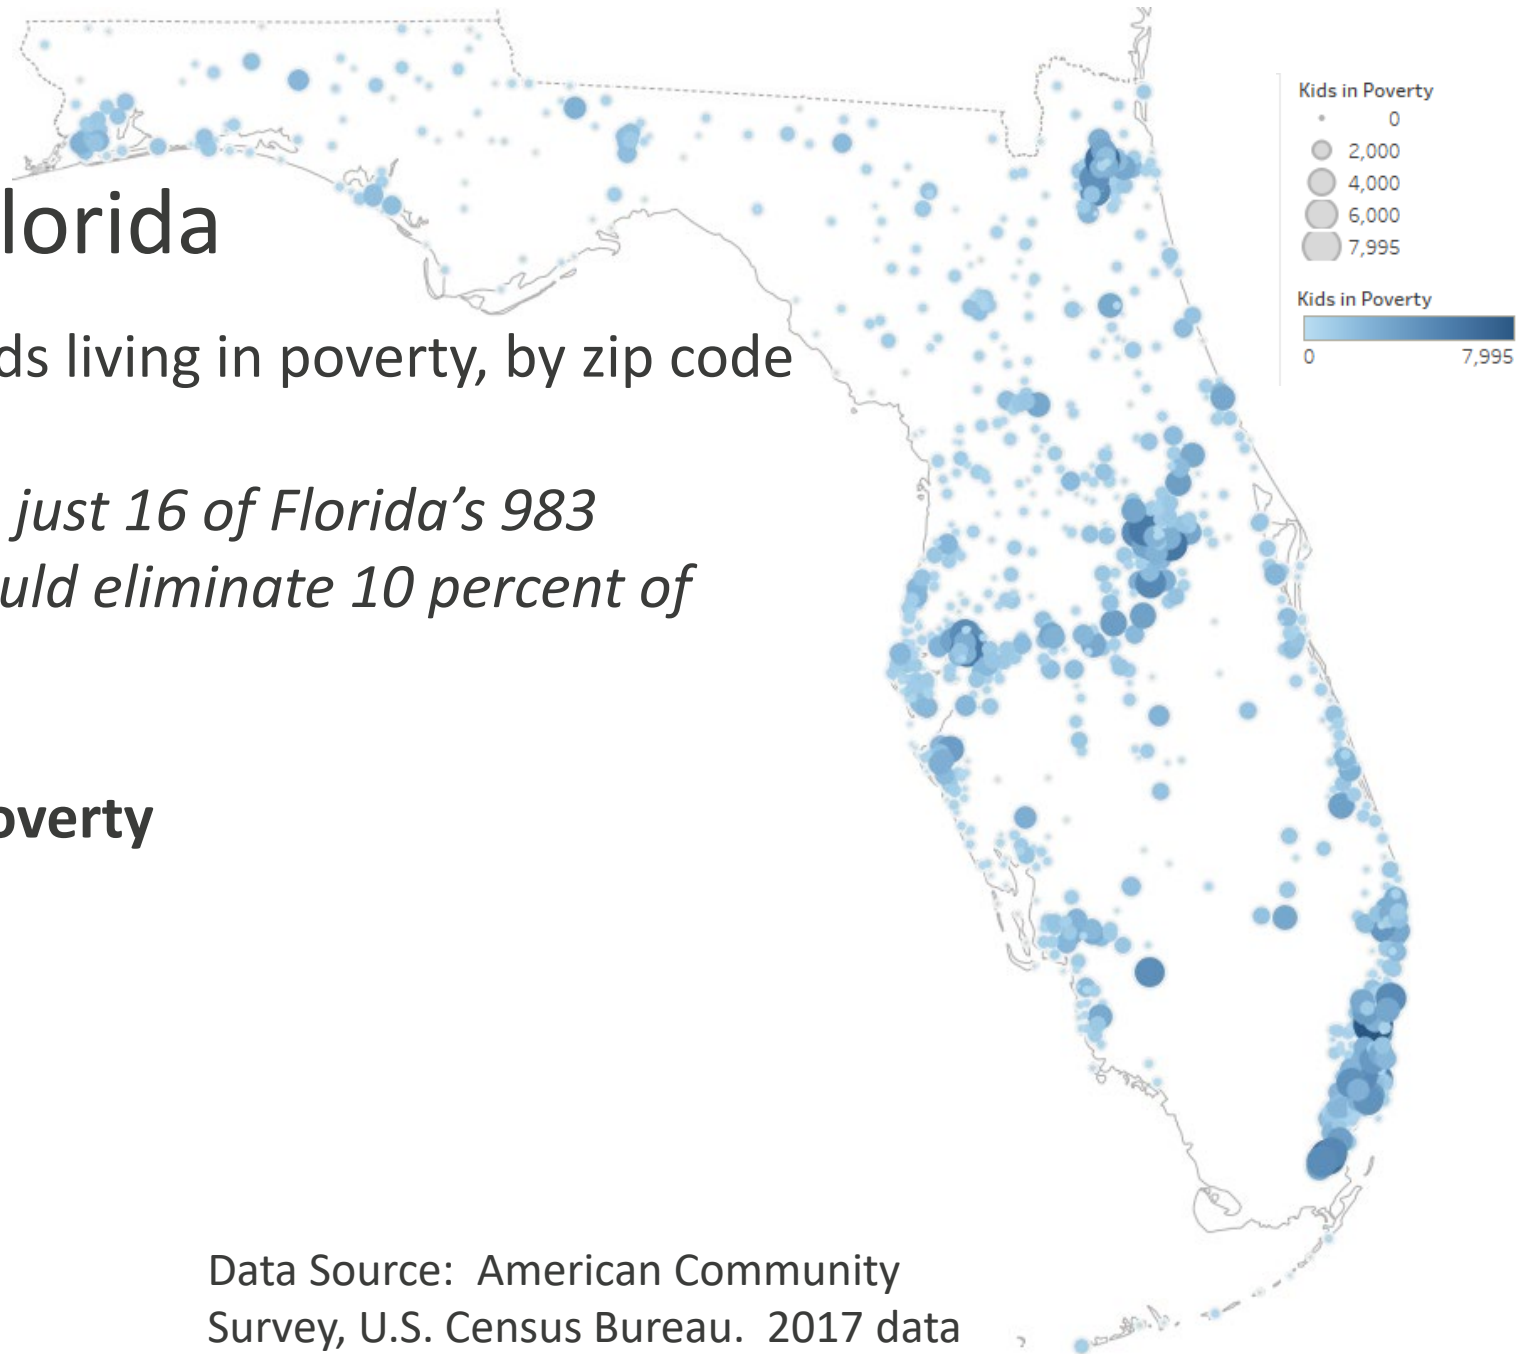 lorida
ds living in poverty, by zip code
just 16 of Florida’s 983
uld eliminate 10 percent of
overty
Data Source: American Community
Survey, U.S. Census Bureau. 2017 data
Kids in Poverty
0
2,000
4,000
6,000
7,995
Kids in Poverty
0 7,995